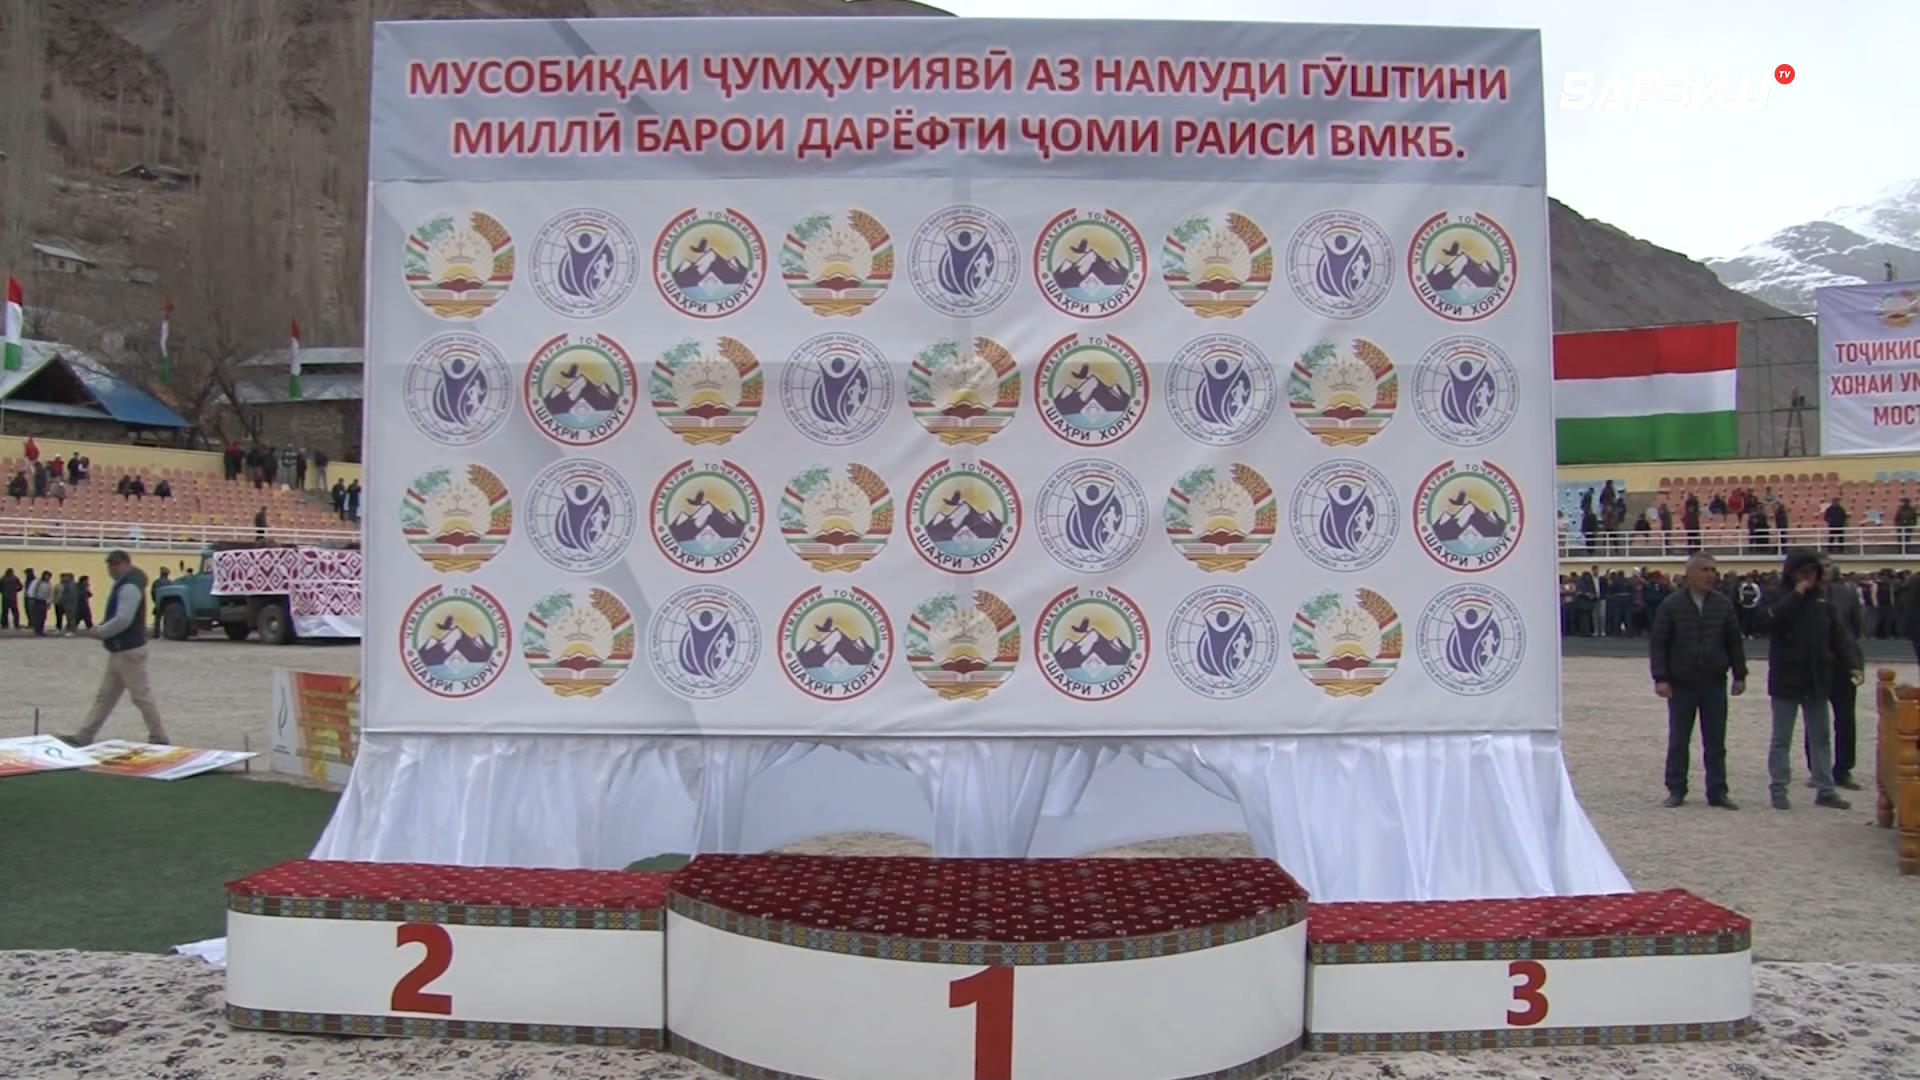 МУСОБИҚАИ ҶУМҲУРИЯВӢ АЗ НАМУДИ ГӮШТИНИ
МИЛЛӢ БАРОИ ДАРЁФТИ ҶОМИ РАИСИ ВМКБ.
ВАРЗИШ TV
ҶУМҲУРИИ ТОҶИКИСТОН
ШАҲРИ ХОРУҒ
ТОҶИКИС
ХОНАИ УМ
МОСТ
2
1
3